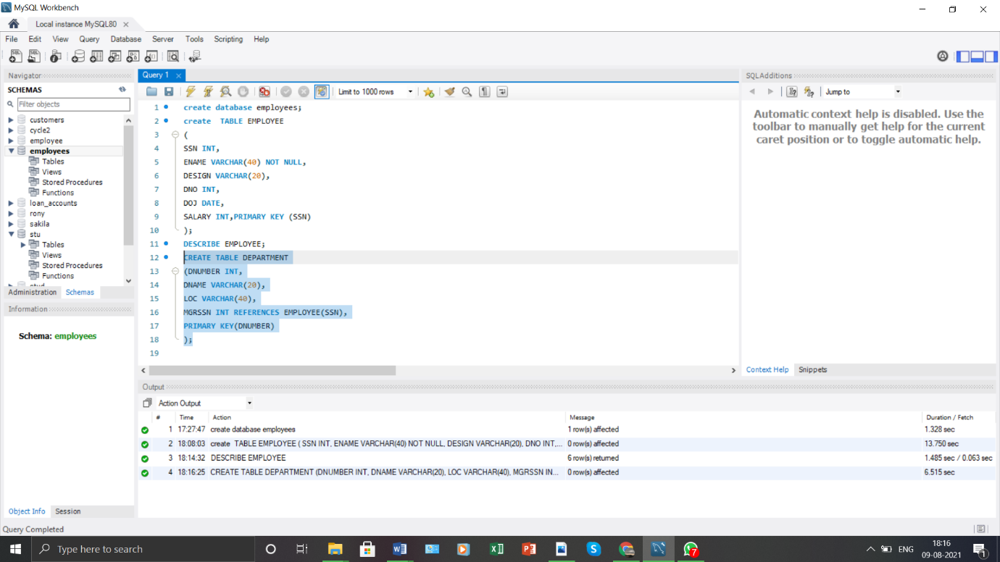 MySQL Workbench
Local instance MySQL80
File Edit View Query Database Server Tools Scripting Help
Navigator
SCHEMAS
Filter objects
customers
cycle2
employee
employees
Tables
Views
Stored Procedures
Functions
loan_accounts
rony
sakila
stu
Tables
Views
Stored Procedures
Functions
Administration Schemas
Information
Schema: employees
Object Info Session
Query Completed
Query 1
Limit to 1000 rows
1 create database employees;
2 create TABLE EMPLOYEE
3 (
4 SSN INT,
5 ENAME VARCHAR(40) NOT NULL,
6 DESIGN VARCHAR(20),
7 DNO INT,
8 DOJ DATE,
9 SALARY INT,PRIMARY KEY (SSN)
10 );
11 DESCRIBE EMPLOYEE;
12 CREATE TABLE DEPARTMENT
13 (DNUMBER INT,
14 DNAME VARCHAR(20),
15 LOC VARCHAR(40),
16 MGRSSN INT REFERENCES EMPLOYEE(SSN),
17 PRIMARY KEY(DNUMBER)
18 );
19
SQLAdditions
Jump to
Automatic context help is disabled. Use the
toolbar to manually get help for the current
caret position or to toggle automatic help.
Context Help Snippets
Output
Action Output
# Time Action Message Duration / Fetch
1 17:27:47 create database employees 1 row(s) affected 1.328 sec
2 18:08:03 create TABLE EMPLOYEE ( SSN INT, ENAME VARCHAR(40) NOT NULL, DESIGN VARCHAR(20), DNO INT,... 0 row(s) affected 13.750 sec
3 18:14:32 DESCRIBE EMPLOYEE 6 row(s) returned 1.485 sec / 0.063 sec
4 18:16:25 CREATE TABLE DEPARTMENT (DNUMBER INT, DNAME VARCHAR(20), LOC VARCHAR(40), MGRSSN IN... 0 row(s) affected 6.515 sec
Type here to search
7
ENG
18:16
09-08-2021
1